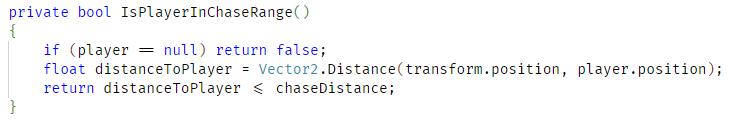 private bool IsPlayerInChaseRange()
{
    if (player == null) return false;
    float distanceToPlayer = Vector2.Distance(transform.position, player.position);
    return distanceToPlayer <= chaseDistance;
}